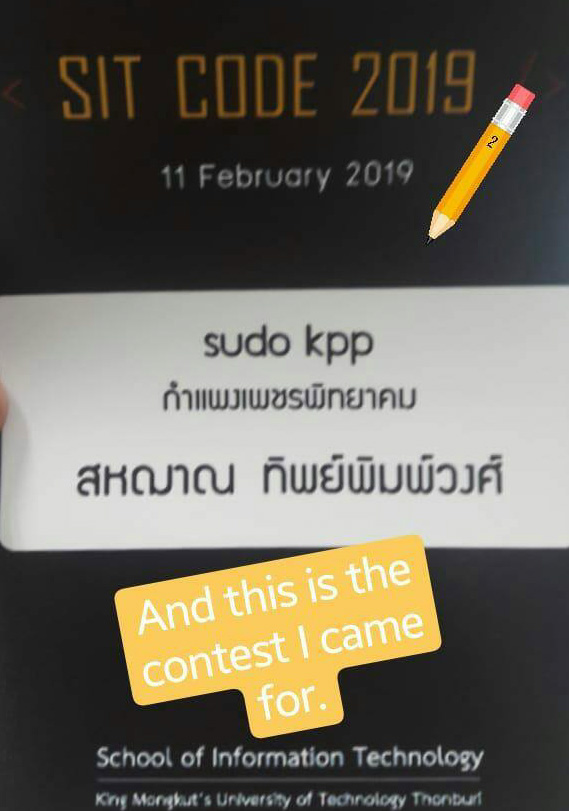 < SIT CODE 2019 />
11 February 2019
2
sudo kpp
กำแพงเพชรพิทยาคม
สหฌาณ ทิพย์พิมพ์วงศ์
And this is the
contest I came
for.
School of Information Technology
King Mongkut's University of Technology Thonburi